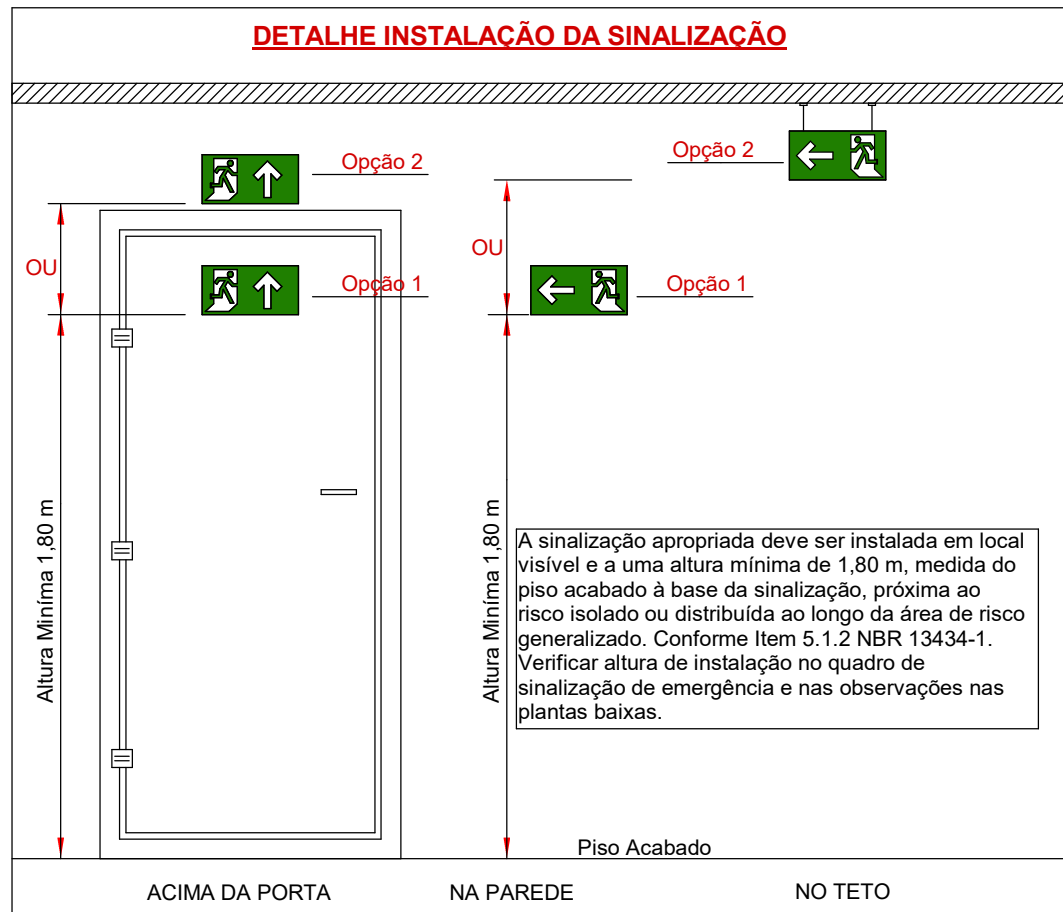 DETALHE INSTALAÇÃO DA SINALIZAÇÃO
Opção 2
Opção 2
OU
OU
Opção 1
Opção 1
Altura Miníma 1,80 m
Altura Miníma 1,80 m
A sinalização apropriada deve ser instalada em local
visível e a uma altura mínima de 1,80 m, medida do
piso acabado à base da sinalização, próxima ao
risco isolado ou distribuída ao longo da área de risco
generalizado. Conforme Item 5.1.2 NBR 13434-1.
Verificar altura de instalação no quadro de
sinalização de emergência e nas observações nas
plantas baixas.
Piso Acabado
ACIMA DA PORTA
NA PAREDE
NO TETO